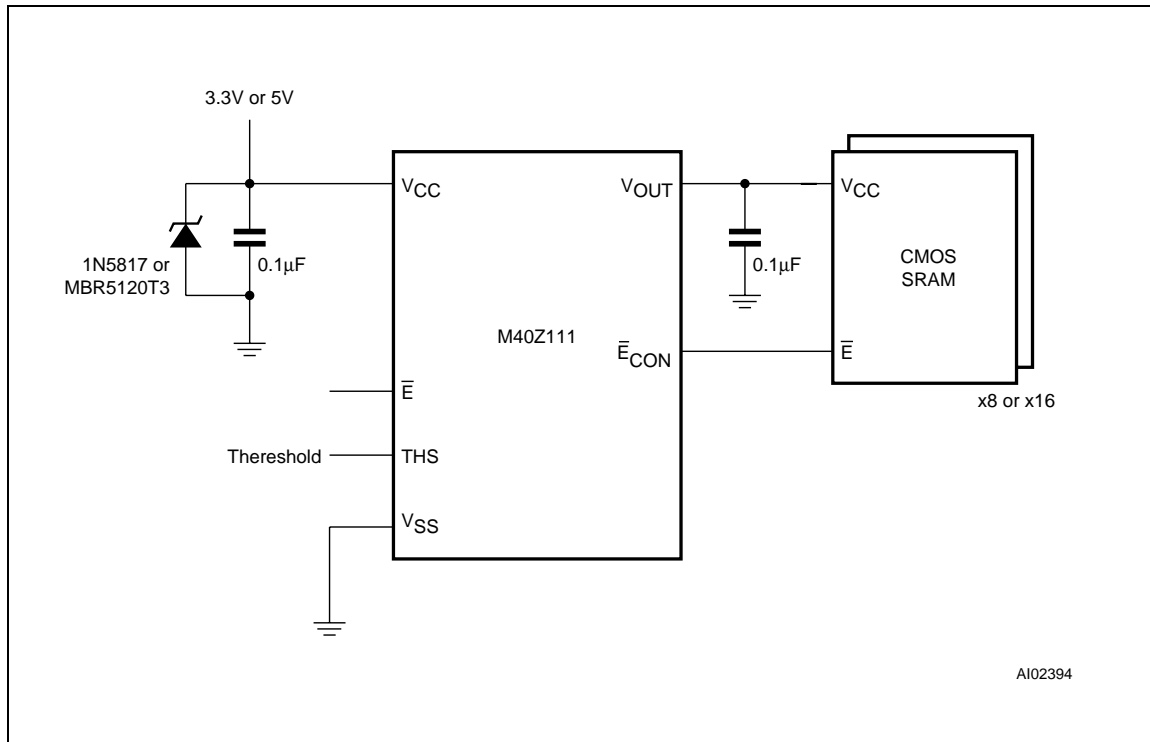 3.3V or 5V
VCC
VOUT
VCC
1N5817 or
MBR5120T3
0.1μF
0.1μF
CMOS
SRAM
M40Z111
E̅CON
E̅
E̅
x8 or x16
Thereshold
THS
VSS
AI02394